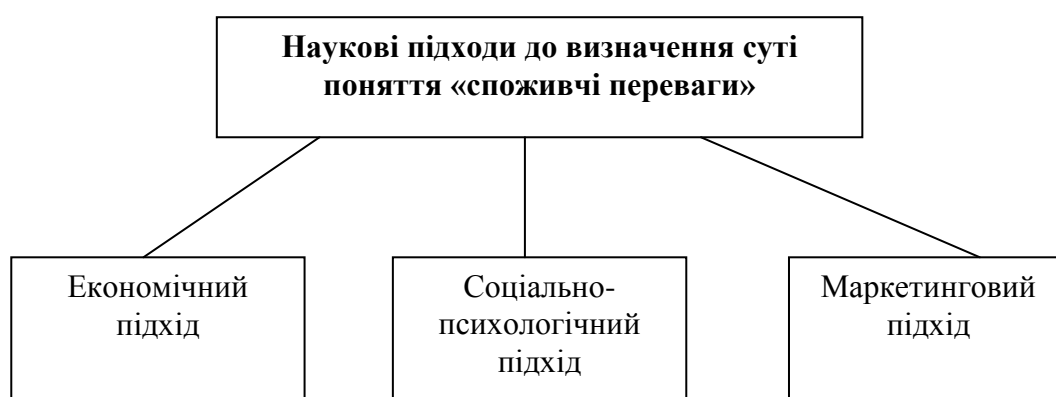 Наукові підходи до визначення суті
поняття «споживчі переваги»
Економічний
підхід
Соціально-
психологічний
підхід
Маркетинговий
підхід